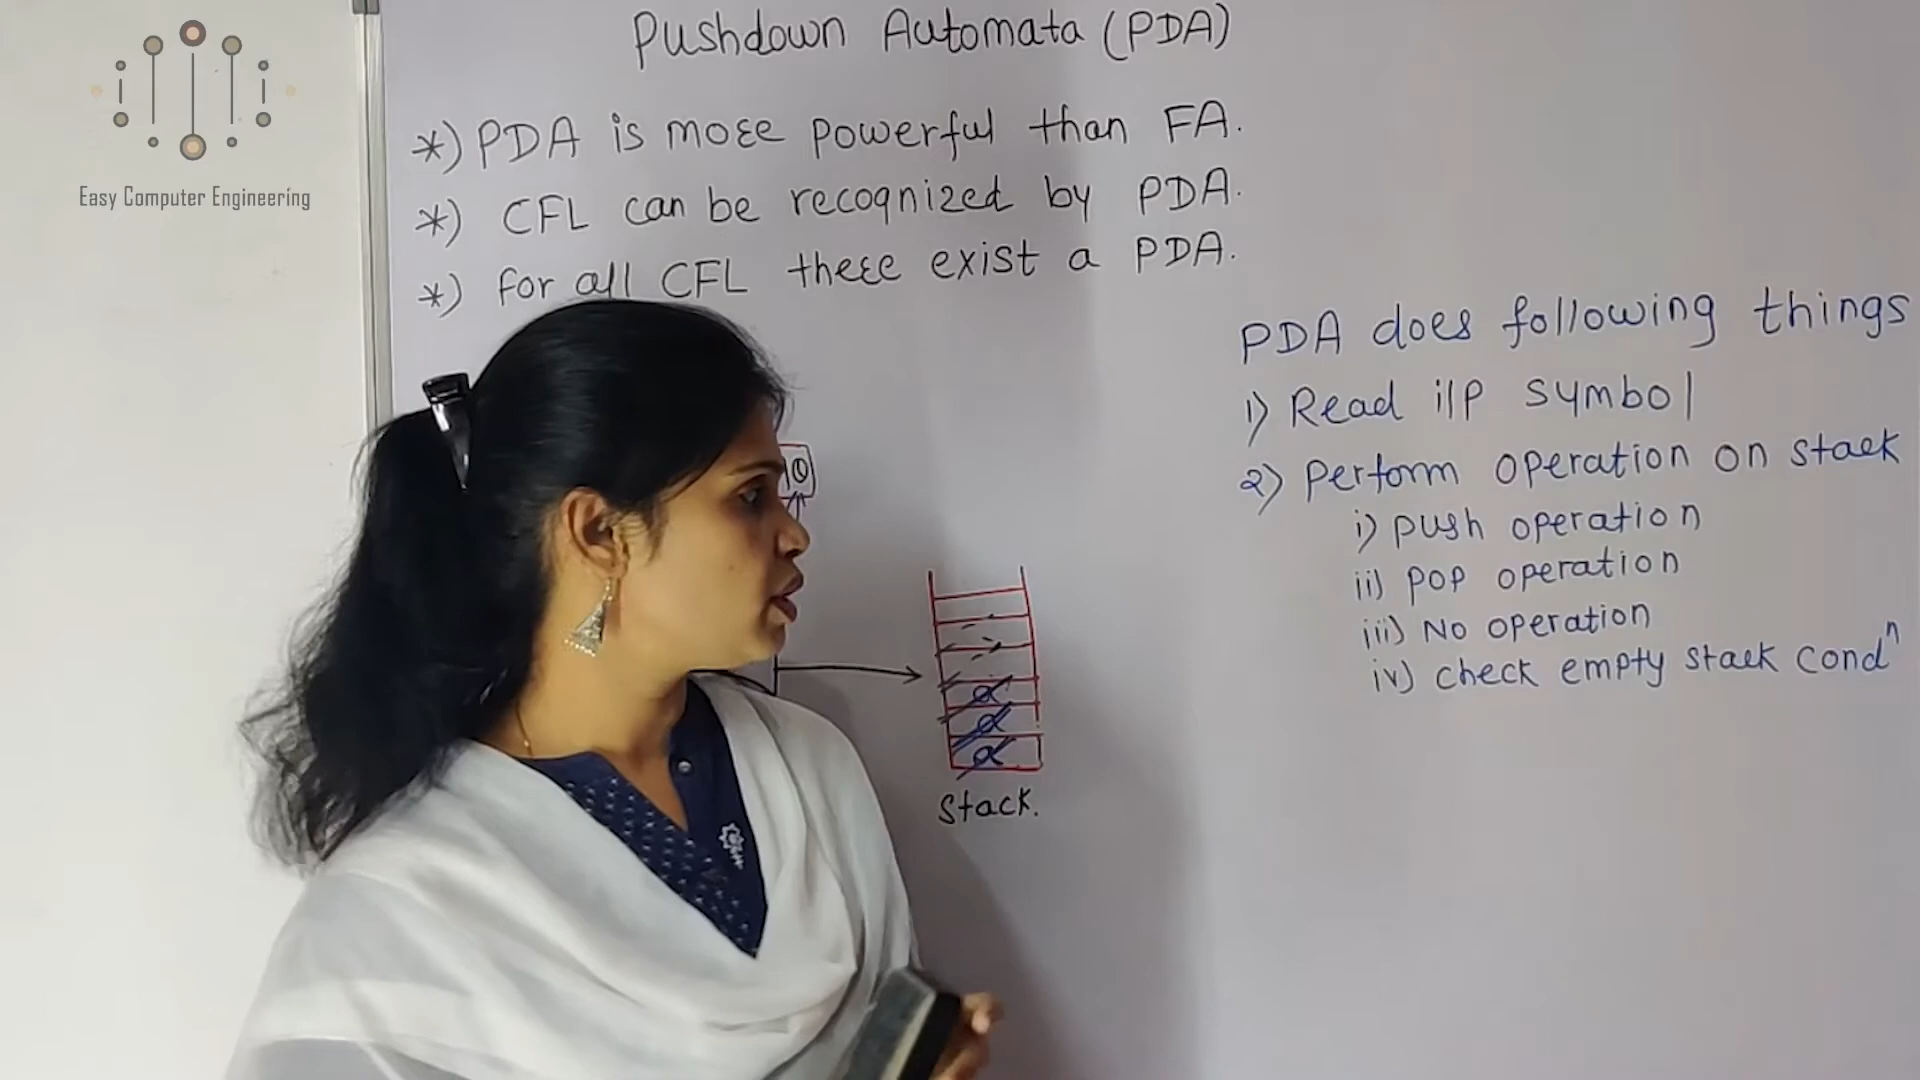 Pushdown Automata (PDA)
*) PDA is more powerful than FA.
*) CFL can be recognized by PDA.
*) for all CFL there exist a PDA.
Easy Computer Engineering
PDA does following things
1) Read i/p symbol
2) Perform operation on stack
i) push operation
ii) pop operation
iii) No operation
iv) check empty stack condⁿ
a
a
a
stack.